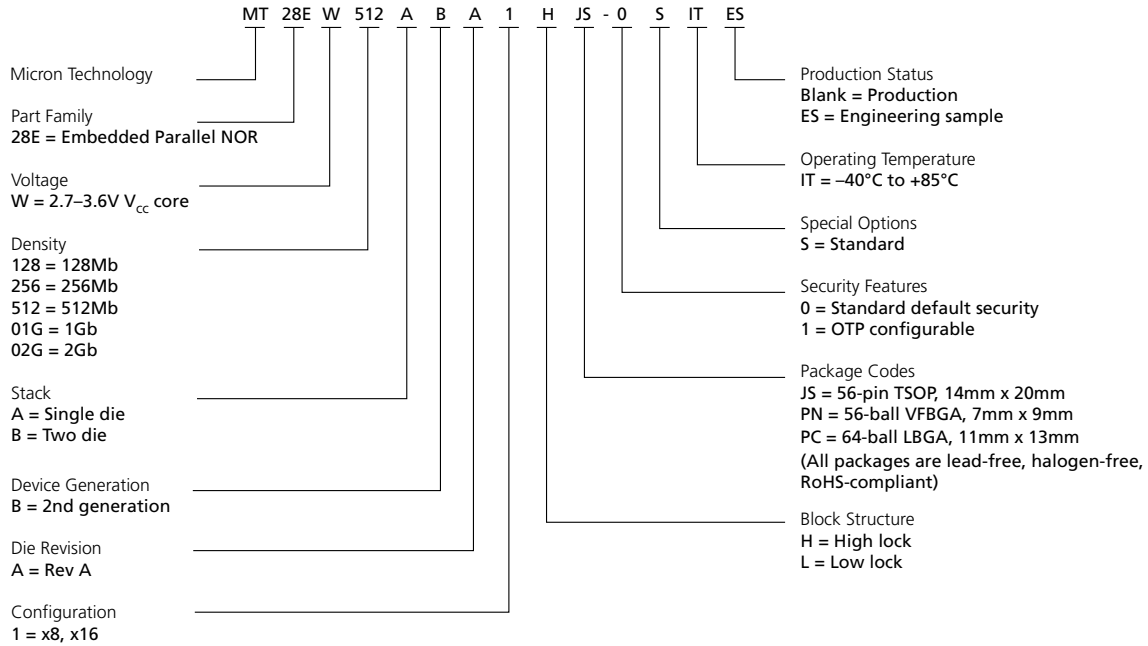 MT 28E W 512 A B A 1 H JS - 0 S IT ES
Micron Technology
Part Family
28E = Embedded Parallel NOR
Voltage
W = 2.7–3.6V Vcc core
Density
128 = 128Mb
256 = 256Mb
512 = 512Mb
01G = 1Gb
02G = 2Gb
Stack
A = Single die
B = Two die
Device Generation
B = 2nd generation
Die Revision
A = Rev A
Configuration
1 = x8, x16
Production Status
Blank = Production
ES = Engineering sample
Operating Temperature
IT = –40°C to +85°C
Special Options
S = Standard
Security Features
0 = Standard default security
1 = OTP configurable
Package Codes
JS = 56-pin TSOP, 14mm x 20mm
PN = 56-ball VFBGA, 7mm x 9mm
PC = 64-ball LBGA, 11mm x 13mm
(All packages are lead-free, halogen-free,
RoHS-compliant)
Block Structure
H = High lock
L = Low lock